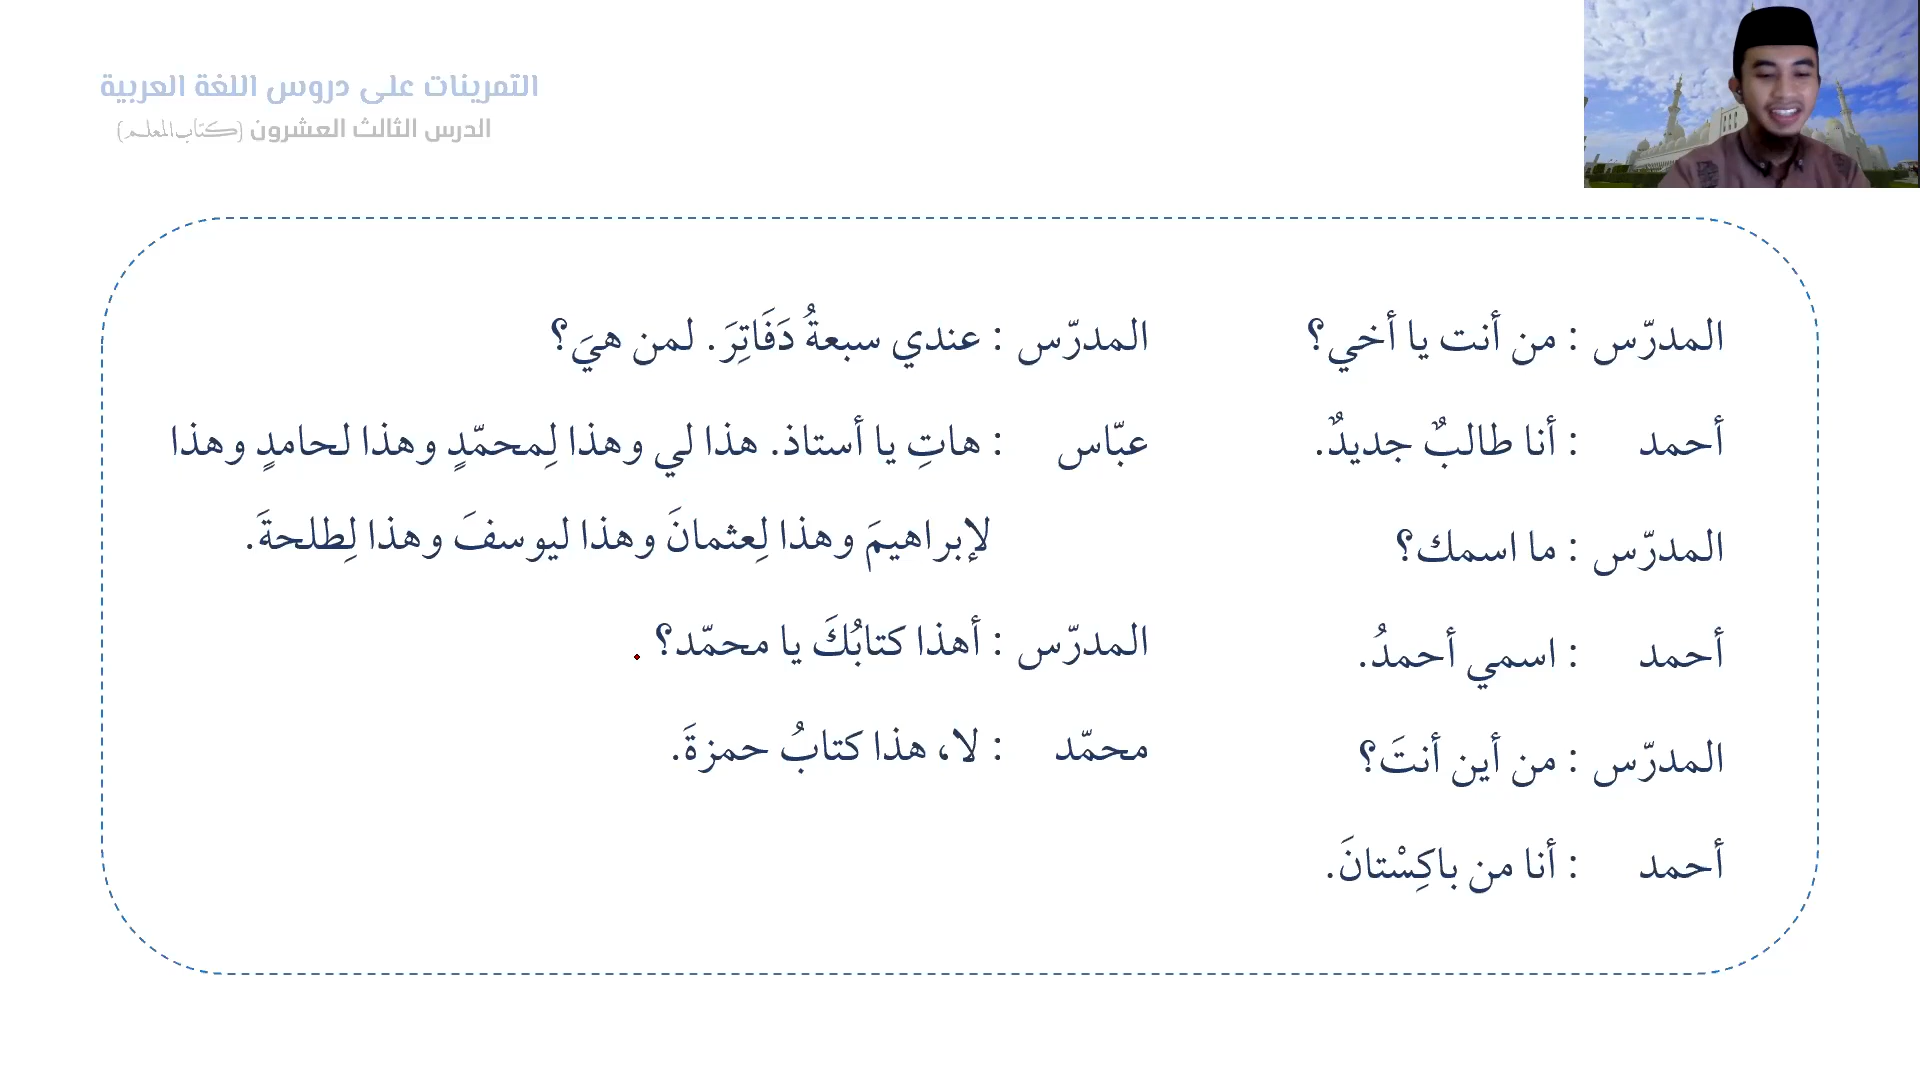 التمرينات على دروس اللغة العربية
الدرس الثالث العشرون (كتاب المعلم)
المدرّس : من أنت يا أخي؟
أحمد : أنا طالبٌ جديدٌ.
المدرّس : ما اسمك؟
أحمد : اسمي أحمدُ.
المدرّس : من أين أنتَ؟
أحمد : أنا من باكِسْتانَ.
المدرّس : عندي سبعةُ دَفَاتِرَ. لمن هيَ؟
عبّاس : هاتِ يا أستاذ. هذا لي وهذا لِمحمّدٍ وهذا لحامدٍ وهذا
لإبراهيمَ وهذا لِعثمانَ وهذا ليوسفَ وهذا لِطلحةَ.
المدرّس : أهذا كتابُكَ يا محمّد؟
محمّد : لا، هذا كتابُ حمزةَ.